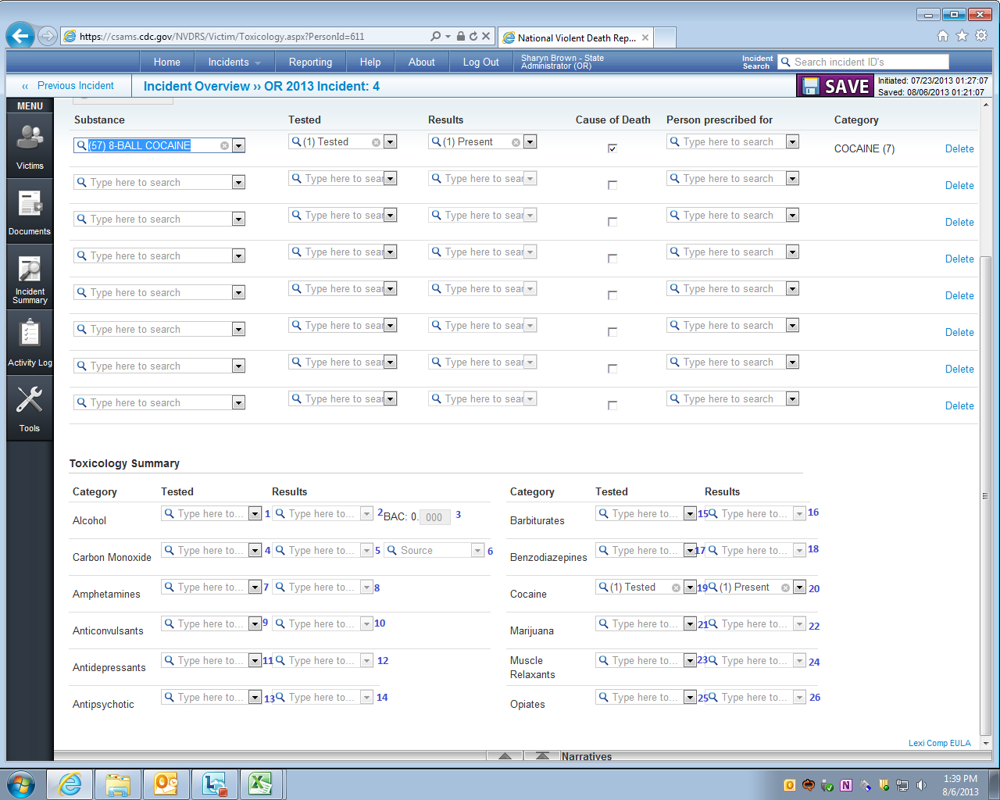 https://csams.cdc.gov/NVDRS/Victim/Toxicology.aspx?PersonId=611
National Violent Death Rep...
Home Incidents Reporting Help About Log Out Sharyn Brown - State Administrator (OR) Incident Search Search incident ID's
‹‹ Previous Incident Incident Overview ›› OR 2013 Incident: 4 SAVE Initiated: 07/23/2013 01:27:07
Saved: 08/06/2013 01:21:07
MENU
Victims
Documents
Incident Summary
Activity Log
Tools
Substance Tested Results Cause of Death Person prescribed for Category
(57) 8-BALL COCAINE (1) Tested (1) Present Type here to search COCAINE (7) Delete
Type here to search Type here to sear Type here to sear Type here to search Delete
Type here to search Type here to sear Type here to sear Type here to search Delete
Type here to search Type here to sear Type here to sear Type here to search Delete
Type here to search Type here to sear Type here to sear Type here to search Delete
Type here to search Type here to sear Type here to sear Type here to search Delete
Type here to search Type here to sear Type here to sear Type here to search Delete
Type here to search Type here to sear Type here to sear Type here to search Delete
Toxicology Summary
Category Tested Results Category Tested Results
Alcohol Type here to... 1 Type here to... 2 BAC: 0. 000 3 Barbiturates Type here to... 15 Type here to... 16
Carbon Monoxide Type here to... 4 Type here to... 5 Source 6 Benzodiazepines Type here to... 17 Type here to... 18
Amphetamines Type here to... 7 Type here to... 8 Cocaine (1) Tested 19 (1) Present 20
Anticonvulsants Type here to... 9 Type here to... 10 Marijuana Type here to... 21 Type here to... 22
Antidepressants Type here to... 11 Type here to... 12 Muscle Relaxants Type here to... 23 Type here to... 24
Antipsychotic Type here to... 13 Type here to... 14 Opiates Type here to... 25 Type here to... 26
Lexi Comp EULA
Narratives
1:39 PM
8/6/2013